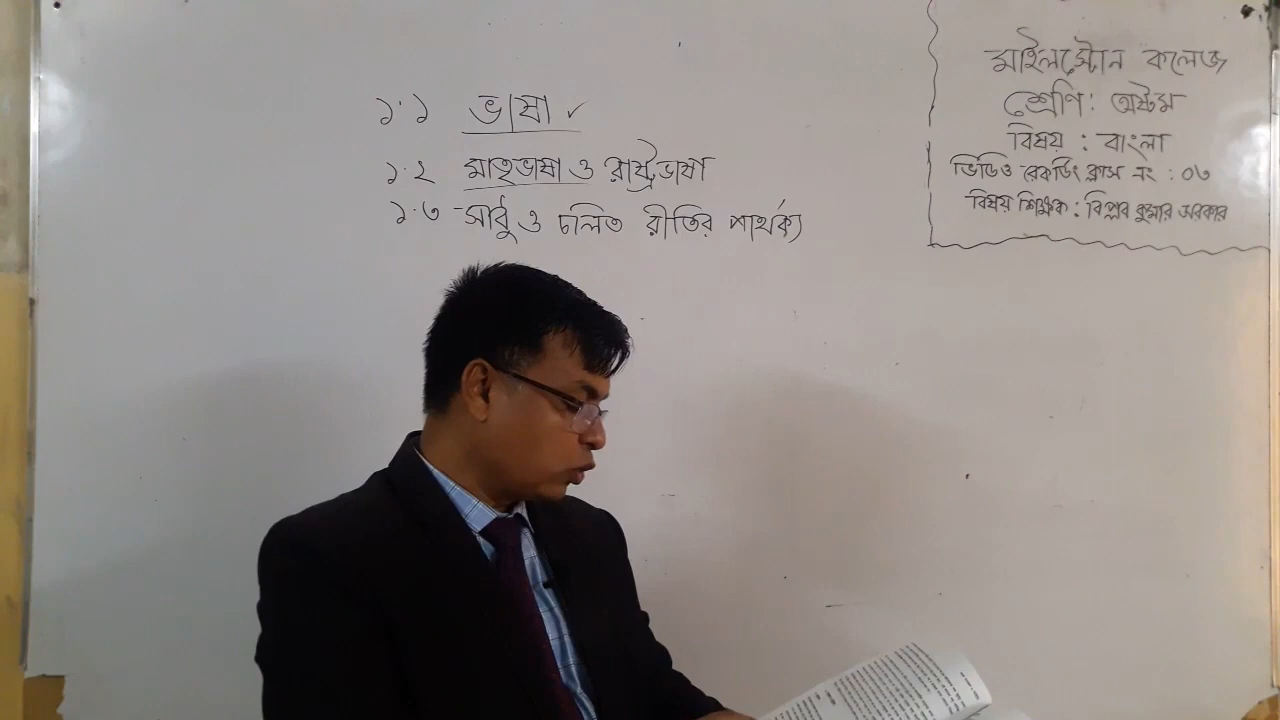 ১.১ ভাষা ✓
১.২ মাতৃভাষা ও রাষ্ট্রভাষা
১.৩ সাধু ও চলিত রীতির পার্থক্য
মাইলস্টোন কলেজ
শ্রেণি : অষ্টম
বিষয় : বাংলা
ভিডিও রেকর্ডিং ক্লাস নং : ০৩
বিষয় শিক্ষক : বিপ্লব কুমার সরকার